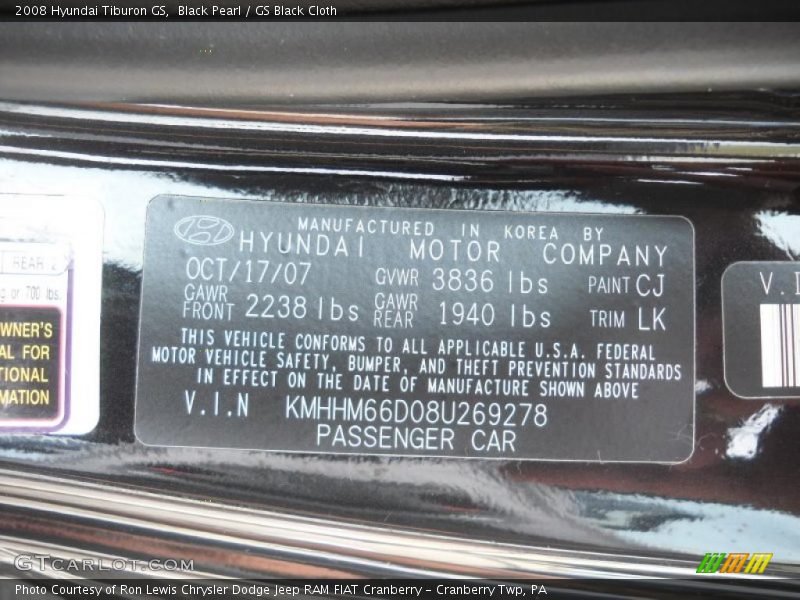 2008 Hyundai Tiburon GS, Black Pearl / GS Black Cloth
MANUFACTURED IN KOREA BY
HYUNDAI MOTOR COMPANY
OCT/17/07 GVWR 3836 lbs PAINT CJ
GAWR FRONT 2238 lbs GAWR REAR 1940 lbs TRIM LK
THIS VEHICLE CONFORMS TO ALL APPLICABLE U.S.A. FEDERAL
MOTOR VEHICLE SAFETY, BUMPER, AND THEFT PREVENTION STANDARDS
IN EFFECT ON THE DATE OF MANUFACTURE SHOWN ABOVE
V.I.N KMHHM66D08U269278
PASSENGER CAR
REAR 2
or 700 lbs.
WNER'S
AL FOR
TIONAL
MATION
V.I
GTCARLOT.COM
Photo Courtesy of Ron Lewis Chrysler Dodge Jeep RAM FIAT Cranberry – Cranberry Twp, PA